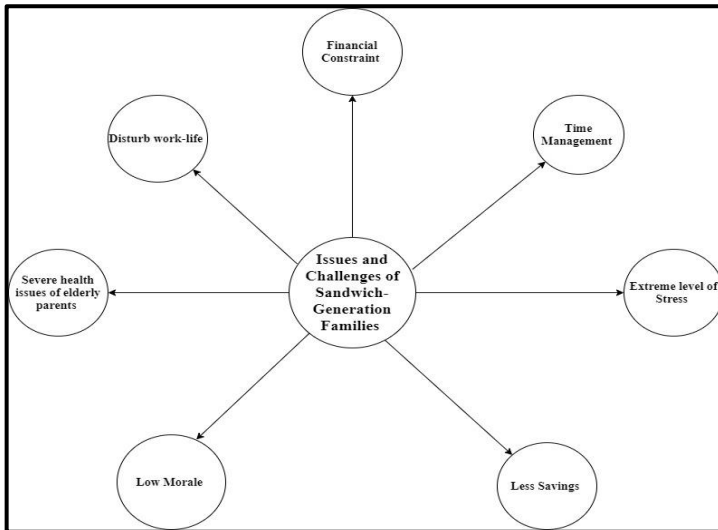 Financial
Constraint
Disturb work-life
Time
Management
Issues and
Challenges of
Sandwich-
Generation
Families
Severe health
issues of elderly
parents
Extreme level of
Stress
Low Morale
Less Savings